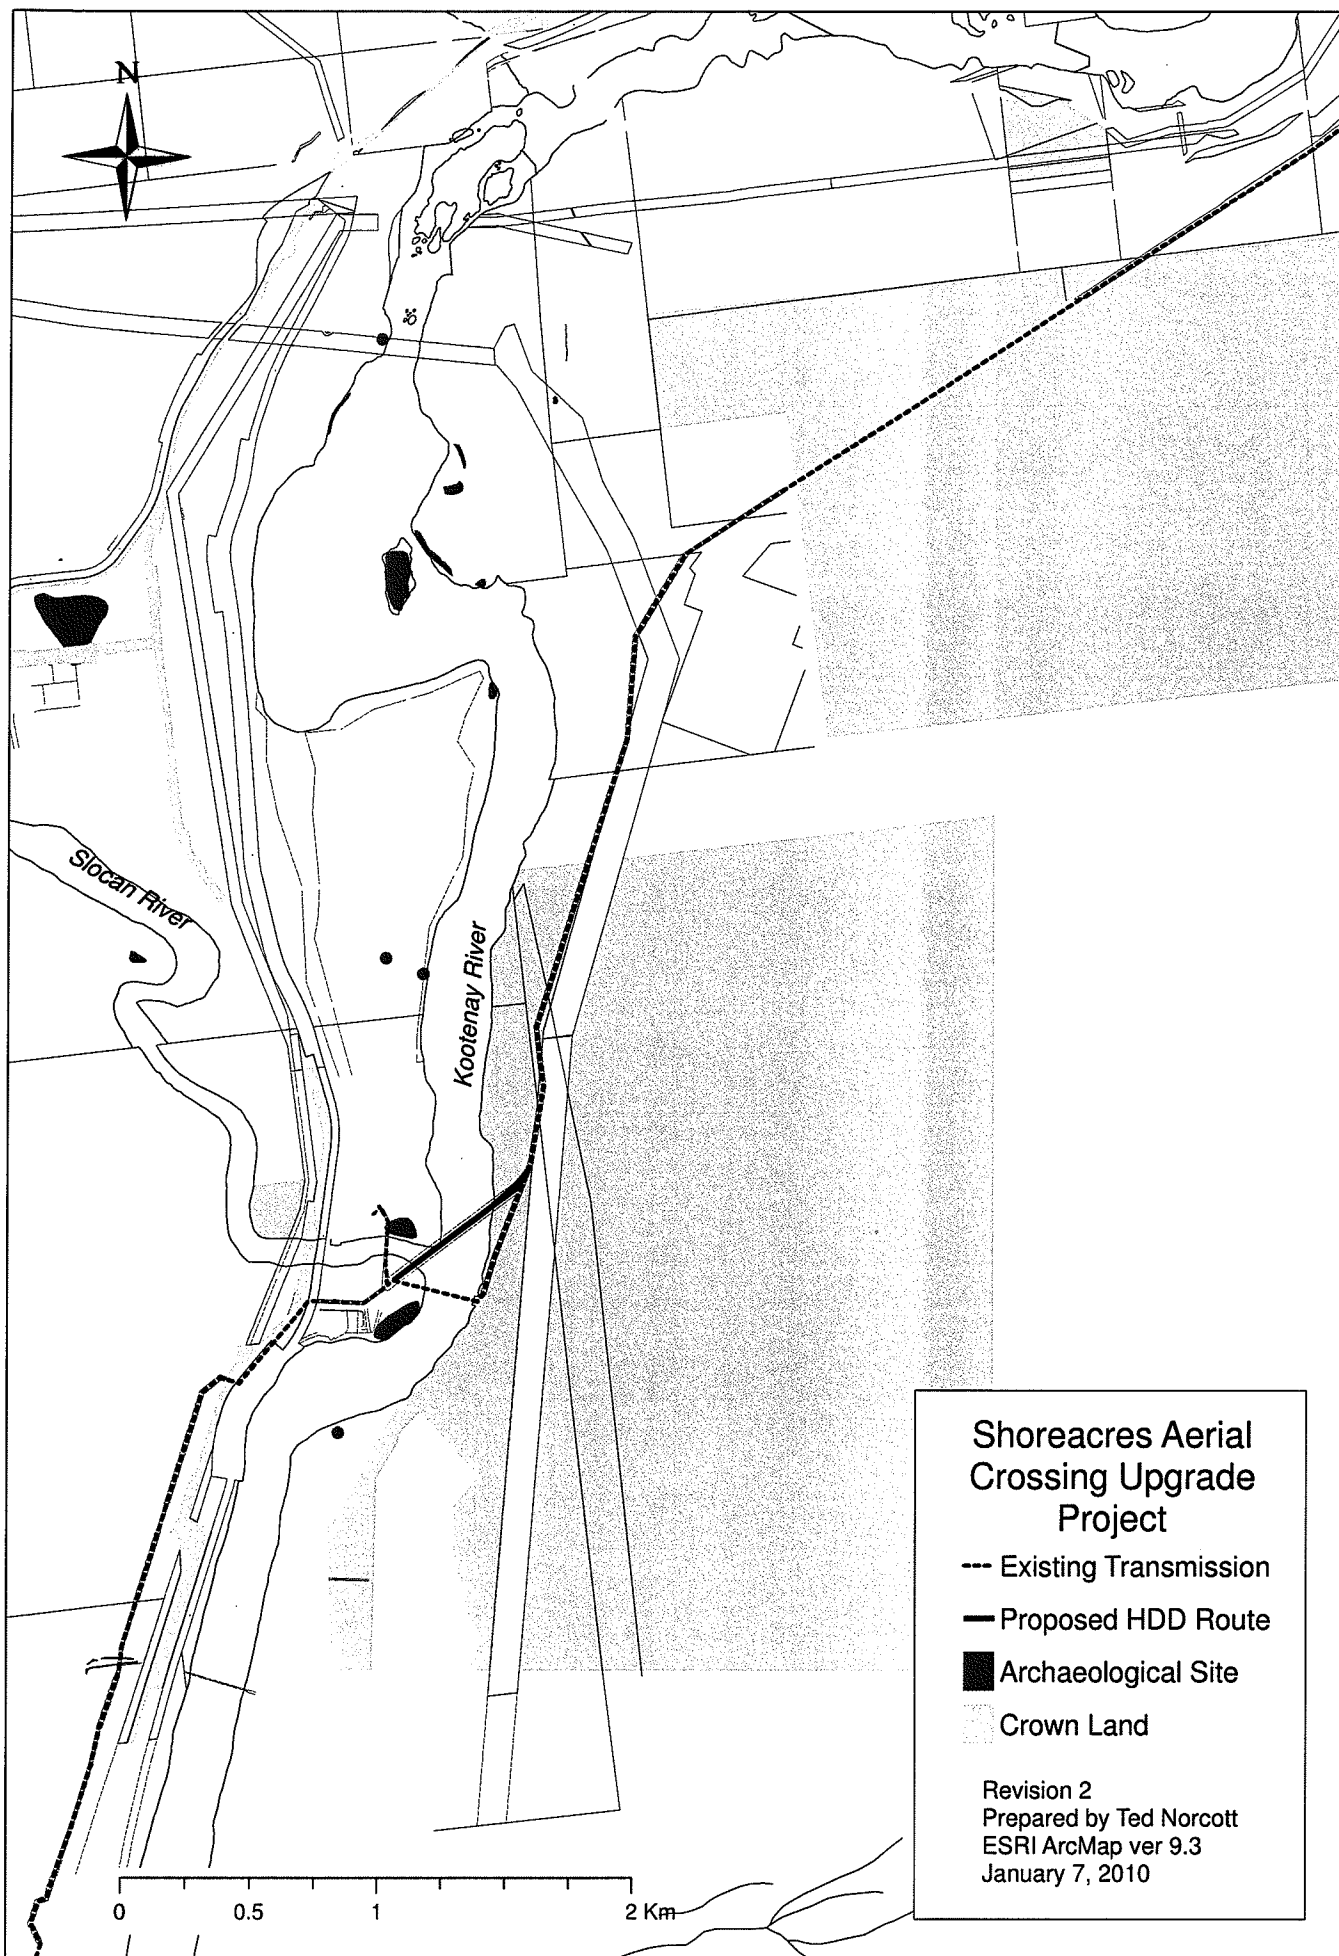 N
Slocan River
Kootenay River
Shoreacres Aerial
Crossing Upgrade
Project
Existing Transmission
Proposed HDD Route
Archaeological Site
Crown Land
Revision 2
Prepared by Ted Norcott
ESRI ArcMap ver 9.3
January 7, 2010
0 0.5 1 2 Km